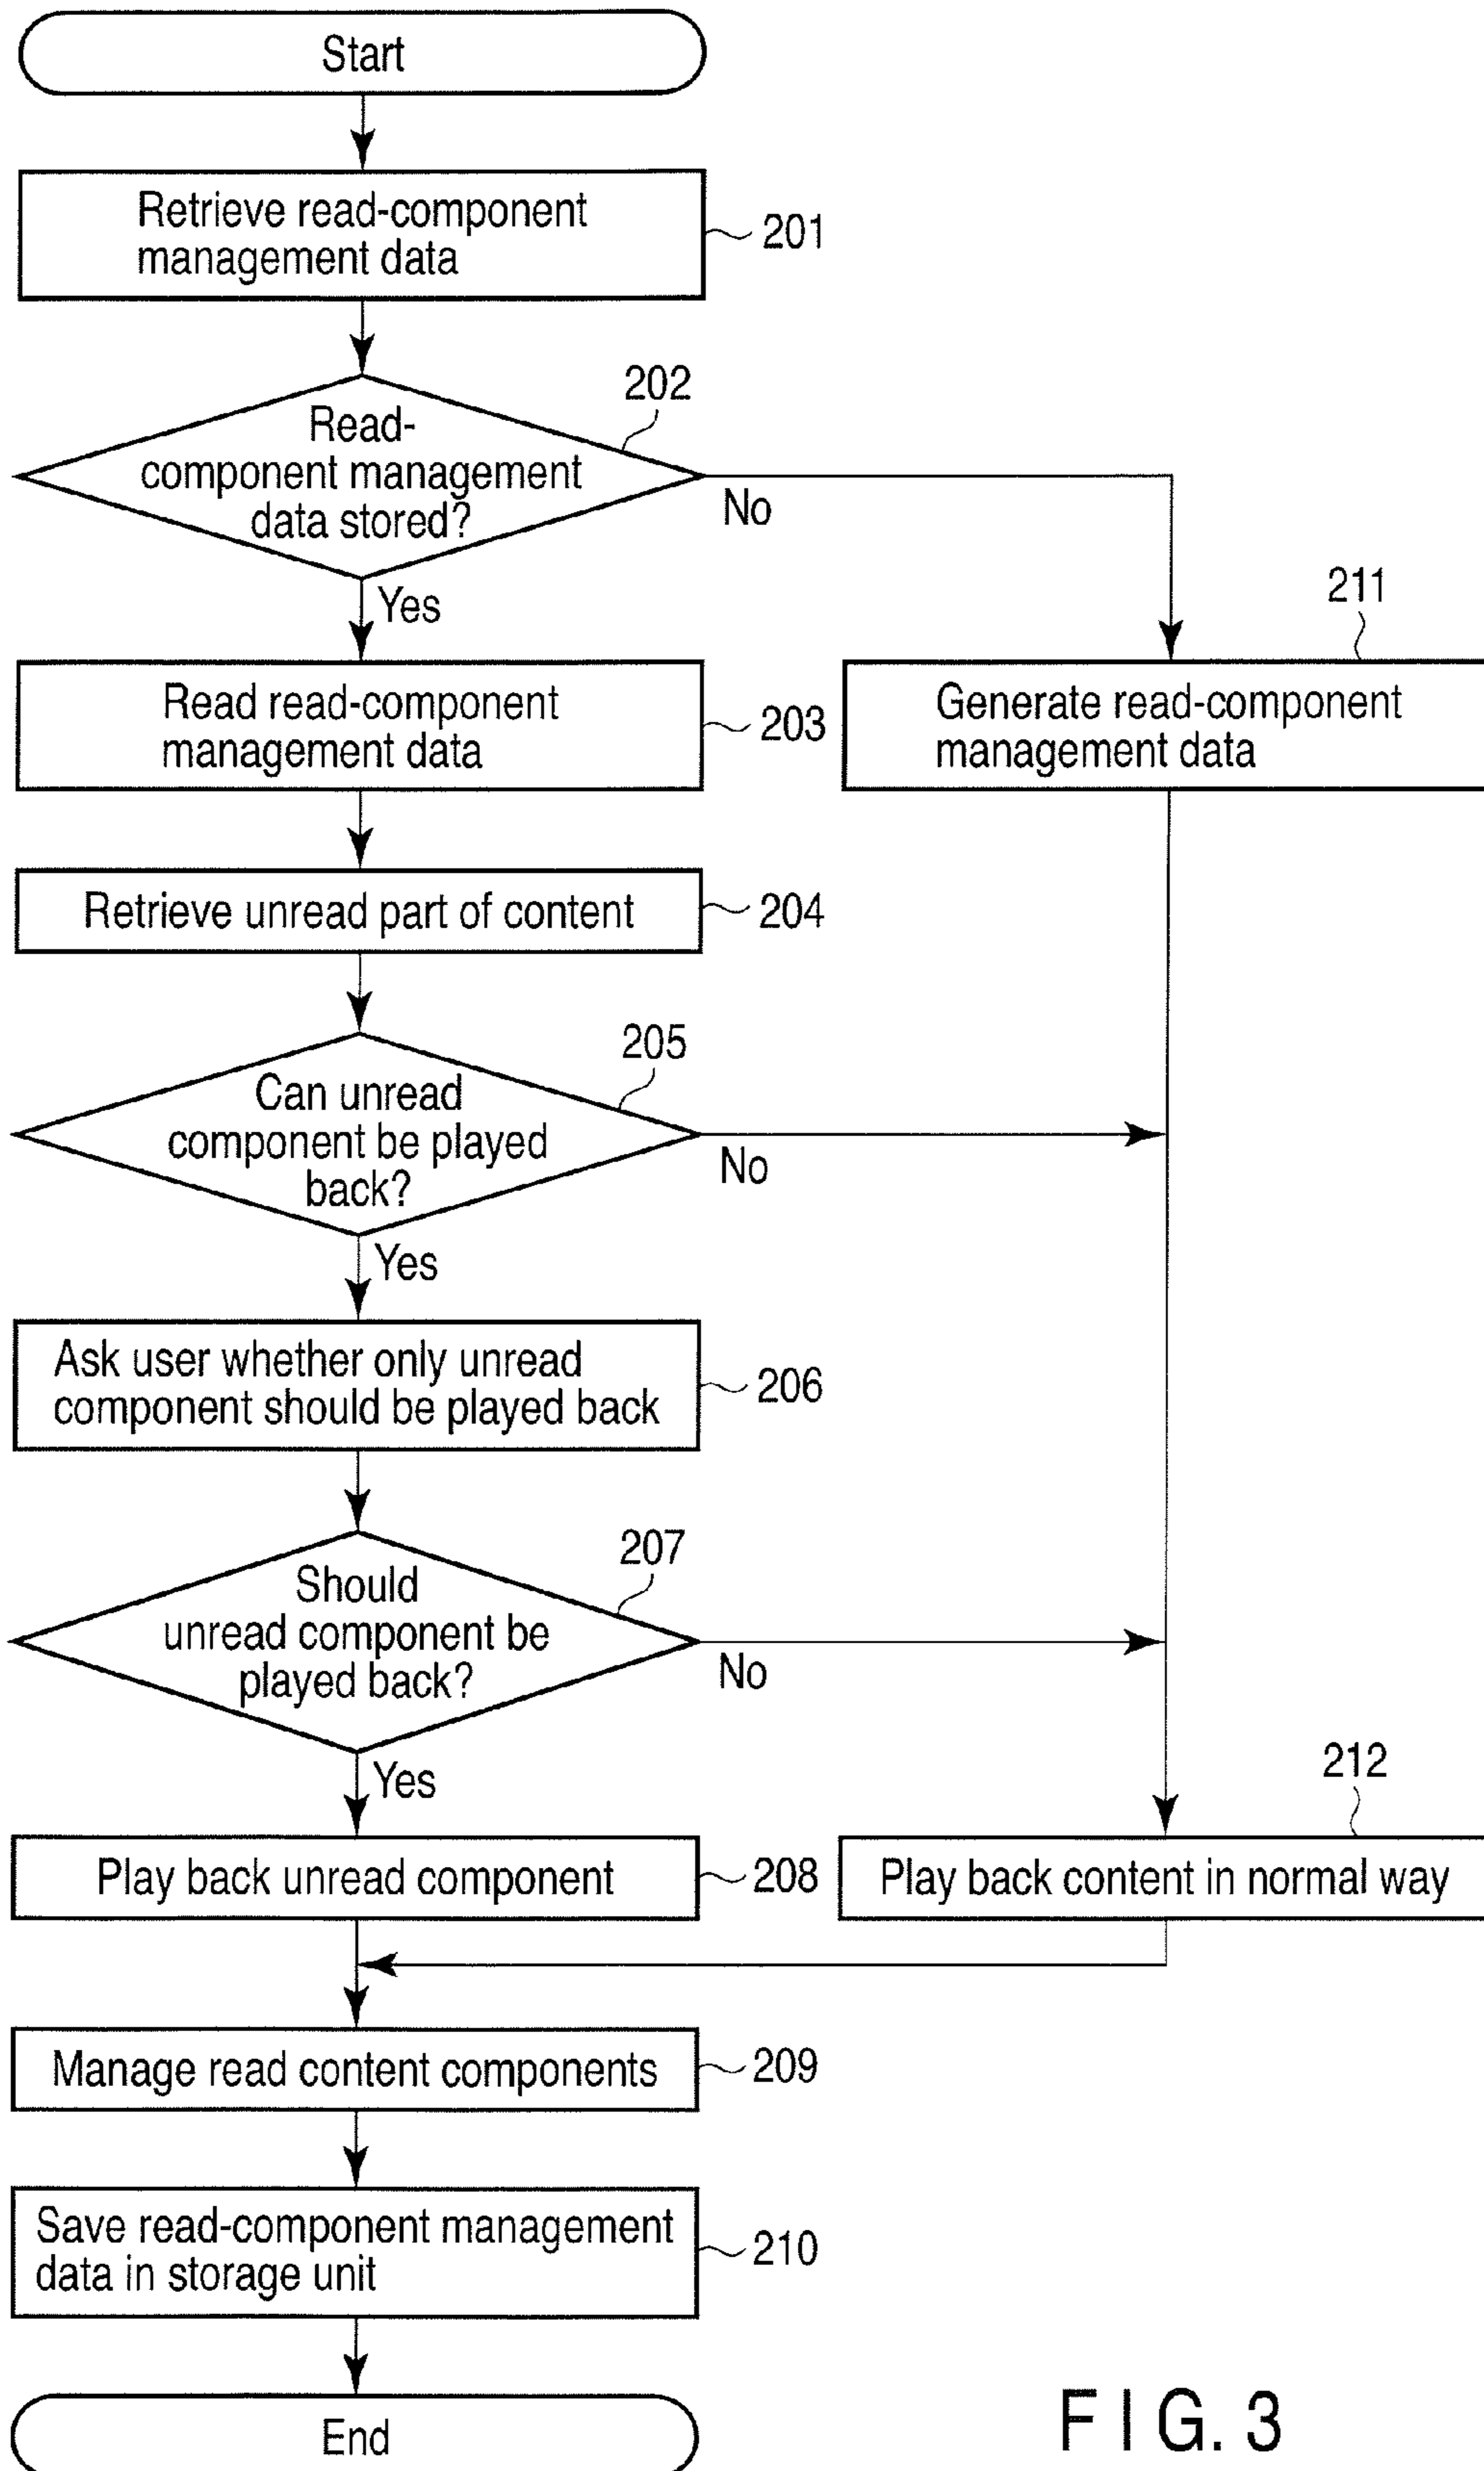 Start
Retrieve read-component
management data
201
202
Read-
component management
data stored?
No
Yes
211
Read read-component
management data
203
Generate read-component
management data
Retrieve unread part of content
204
205
Can unread
component be played
back?
No
Yes
Ask user whether only unread
component should be played back
206
207
Should
unread component be
played back?
No
Yes
212
Play back unread component
208
Play back content in normal way
Manage read content components
209
Save read-component management
data in storage unit
210
End
FIG. 3